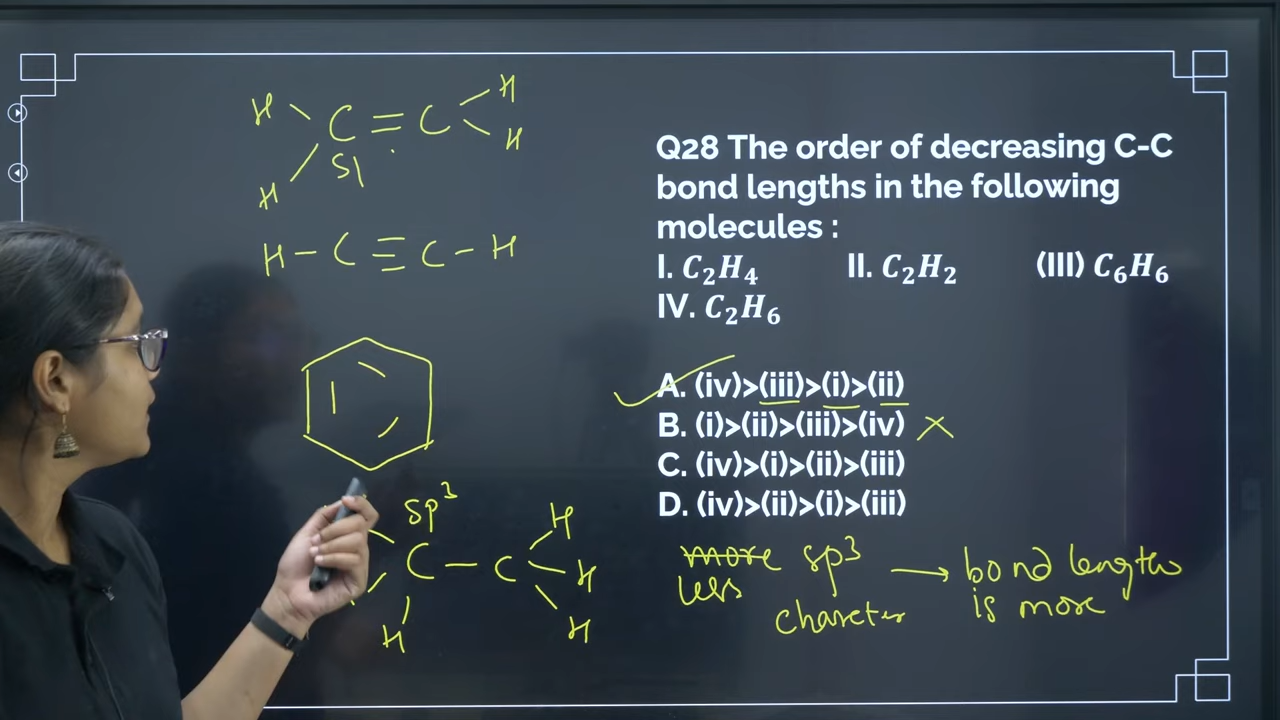 H C = C H
H
SP
H
H - C ≡ C - H
sp³
C - C H
H
H H
Q28 The order of decreasing C-C
bond lengths in the following
molecules :
I. C₂H₄ II. C₂H₂ (III) C₆H₆
IV. C₂H₆
A. (iv)>(iii)>(i)>(ii)
B. (i)>(ii)>(iii)>(iv) ×
C. (iv)>(i)>(ii)>(iii)
D. (iv)>(ii)>(i)>(iii)
more sp³ → bond lengths
less charcter is more